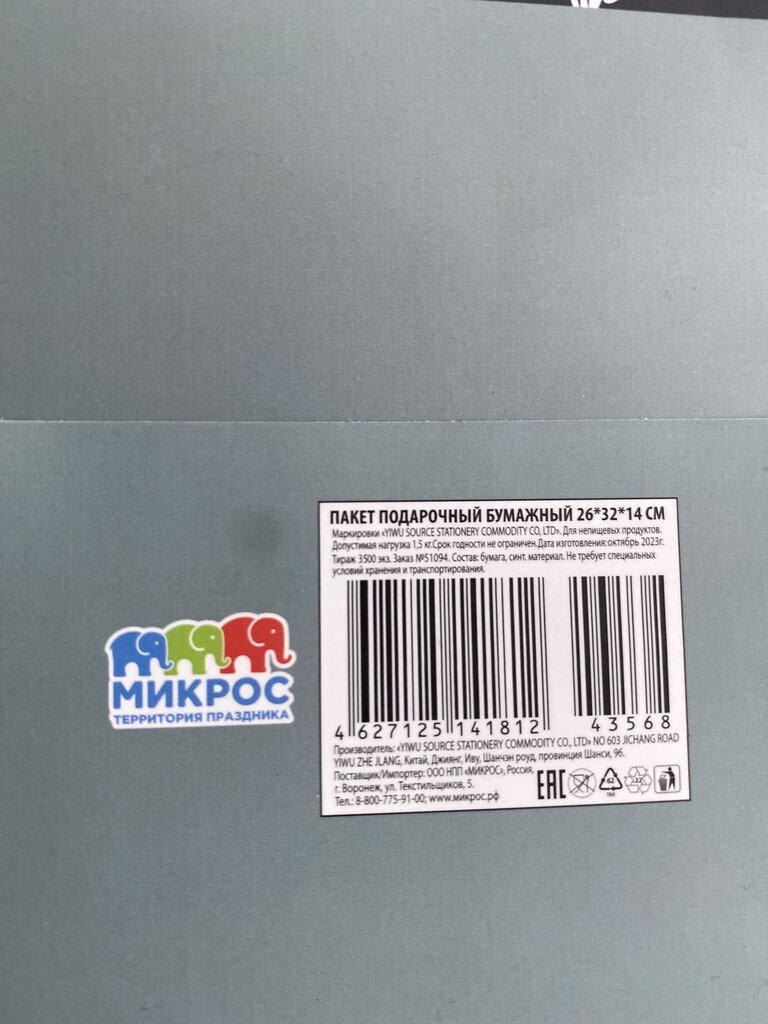 ПАКЕТ ПОДАРОЧНЫЙ БУМАЖНЫЙ 26*32*14 СМ
Маркировки «YIWU SOURCE STATIONERY COMMODITY CO, LTD». Для непищевых продуктов.
Допустимая нагрузка 1,5 кг.Срок годности не ограничен.Дата изготовления:октябрь 2023г.
Тираж 3500 экз. Заказ №51094. Состав: бумага, синт. материал. Не требует специальных
условий хранения и транспортирования.
4 627125 141812
43568
МИКРОС
ТЕРРИТОРИЯ ПРАЗДНИКА
Производитель: «YIWU SOURCE STATIONERY COMMODITY CO., LTD» NO 603 JICHANG ROAD
YIWU ZHE JLANG, Китай, Джиянг, Иву, Шанчэн роуд, провинция Шанси, 96.
Поставщик/Импортер: ООО НПП «МИКРОС», Россия,
г. Воронеж, ул. Текстильщиков, 5.
Тел.: 8-800-775-91-00; www.микрос.рф
EAC
62
ПВХ
22